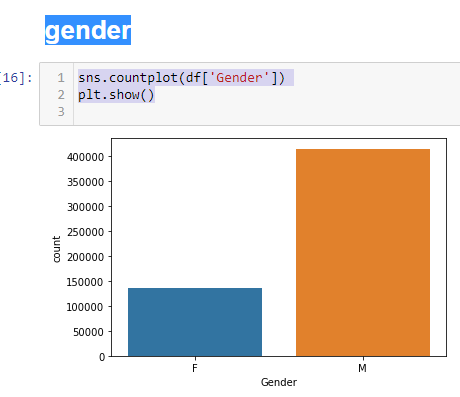 gender
[16]:
1 sns.countplot(df['Gender'])
2 plt.show()
3
400000
350000
300000
250000
200000
150000
100000
50000
0
count
F M
Gender